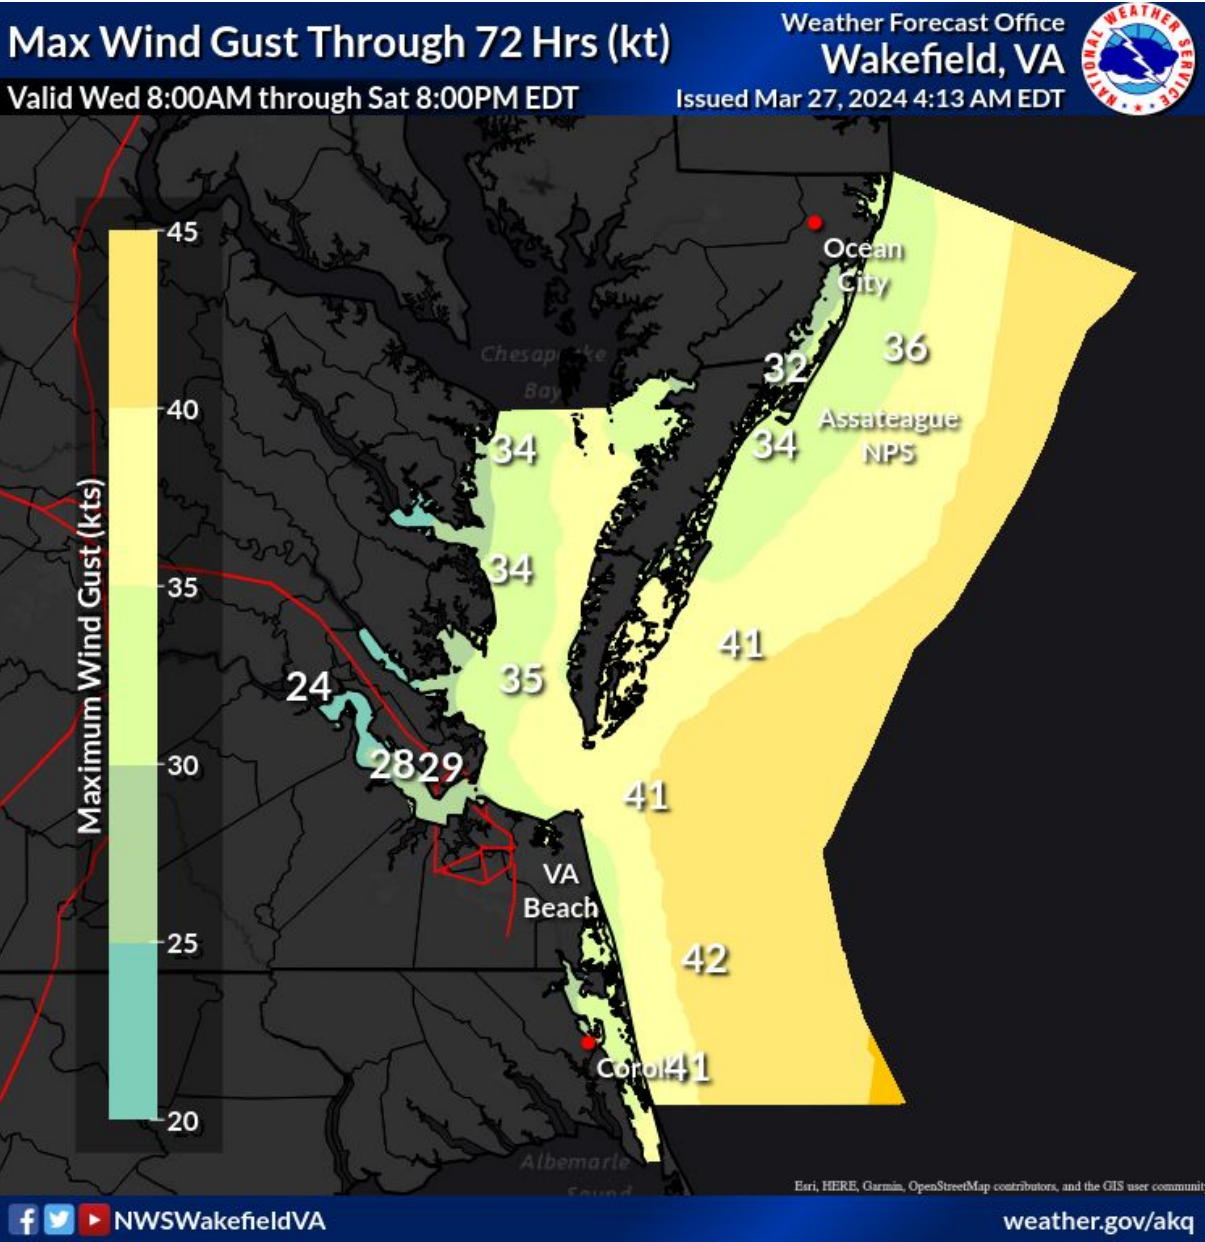 Max Wind Gust Through 72 Hrs (kt)
Valid Wed 8:00AM through Sat 8:00PM EDT
Weather Forecast Office
Wakefield, VA
Issued Mar 27, 2024 4:13 AM EDT
NATIONAL WEATHER SERVICE
Maximum Wind Gust (kts)
45
40
35
30
25
20
Ocean
City
36
Chesapeake
Bay
32
Assateague
NPS
34
34
34
41
35
24
28
29
41
VA
Beach
42
Corolla
41
Albemarle
Sound
Esri, HERE, Garmin, OpenStreetMap contributors, and the GIS user communit
NWSWakefieldVA
weather.gov/akq